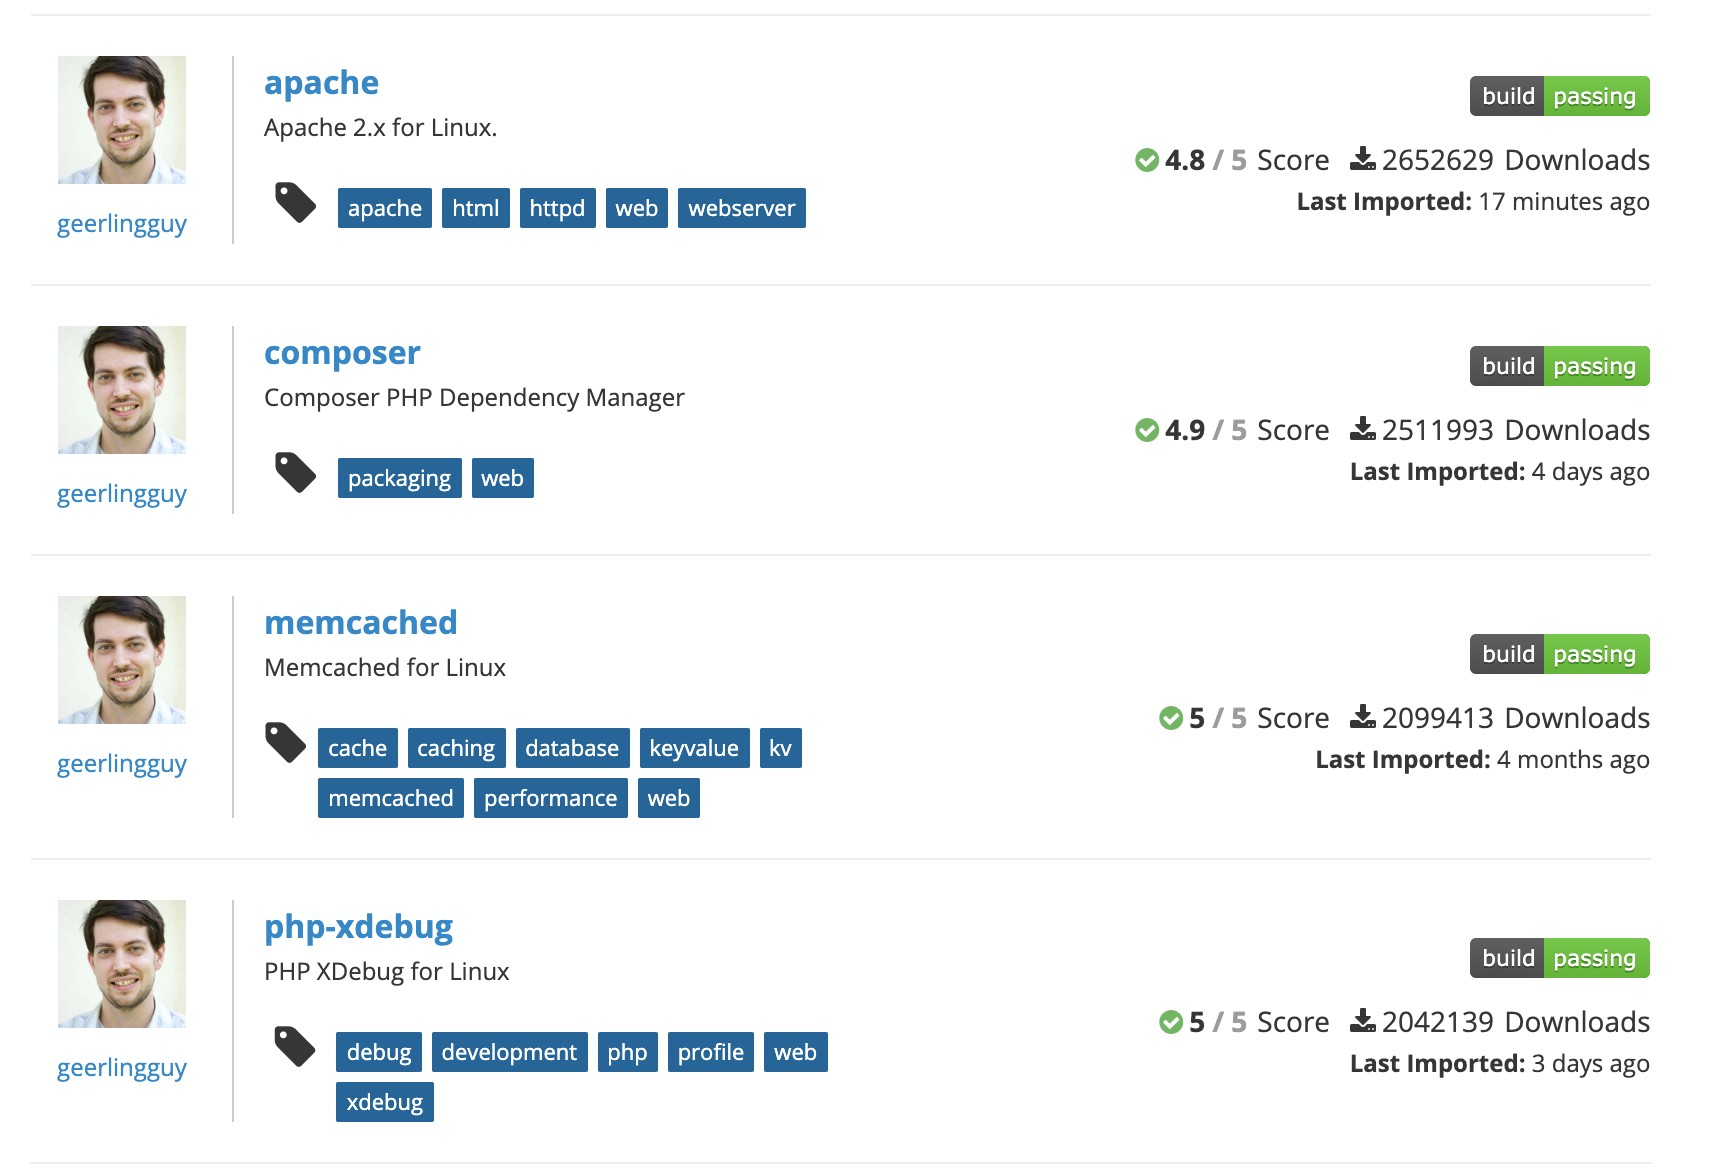 apache
Apache 2.x for Linux.
apache html httpd web webserver
geerlingguy
build passing
4.8 / 5 Score 2652629 Downloads
Last Imported: 17 minutes ago
composer
Composer PHP Dependency Manager
packaging web
geerlingguy
build passing
4.9 / 5 Score 2511993 Downloads
Last Imported: 4 days ago
memcached
Memcached for Linux
cache caching database keyvalue kv
memcached performance web
geerlingguy
build passing
5 / 5 Score 2099413 Downloads
Last Imported: 4 months ago
php-xdebug
PHP XDebug for Linux
debug development php profile web
xdebug
geerlingguy
build passing
5 / 5 Score 2042139 Downloads
Last Imported: 3 days ago